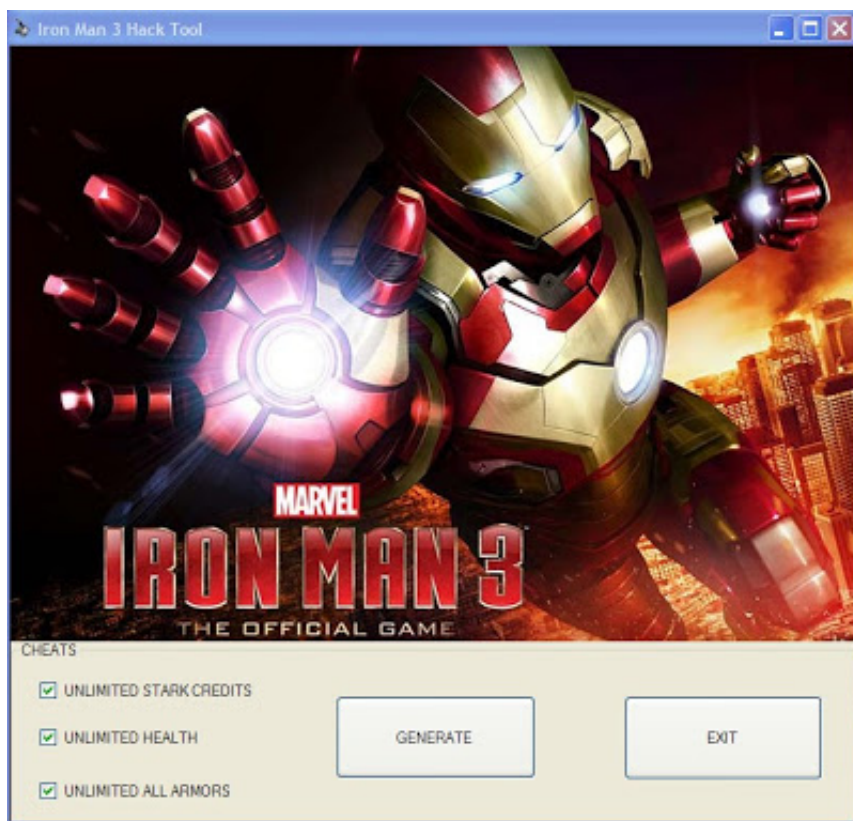 Iron Man 3 Hack Tool
MARVEL
IRON MAN 3
THE OFFICIAL GAME
CHEATS
UNLIMITED STARK CREDITS
UNLIMITED HEALTH
UNLIMITED ALL ARMORS
GENERATE
EXIT